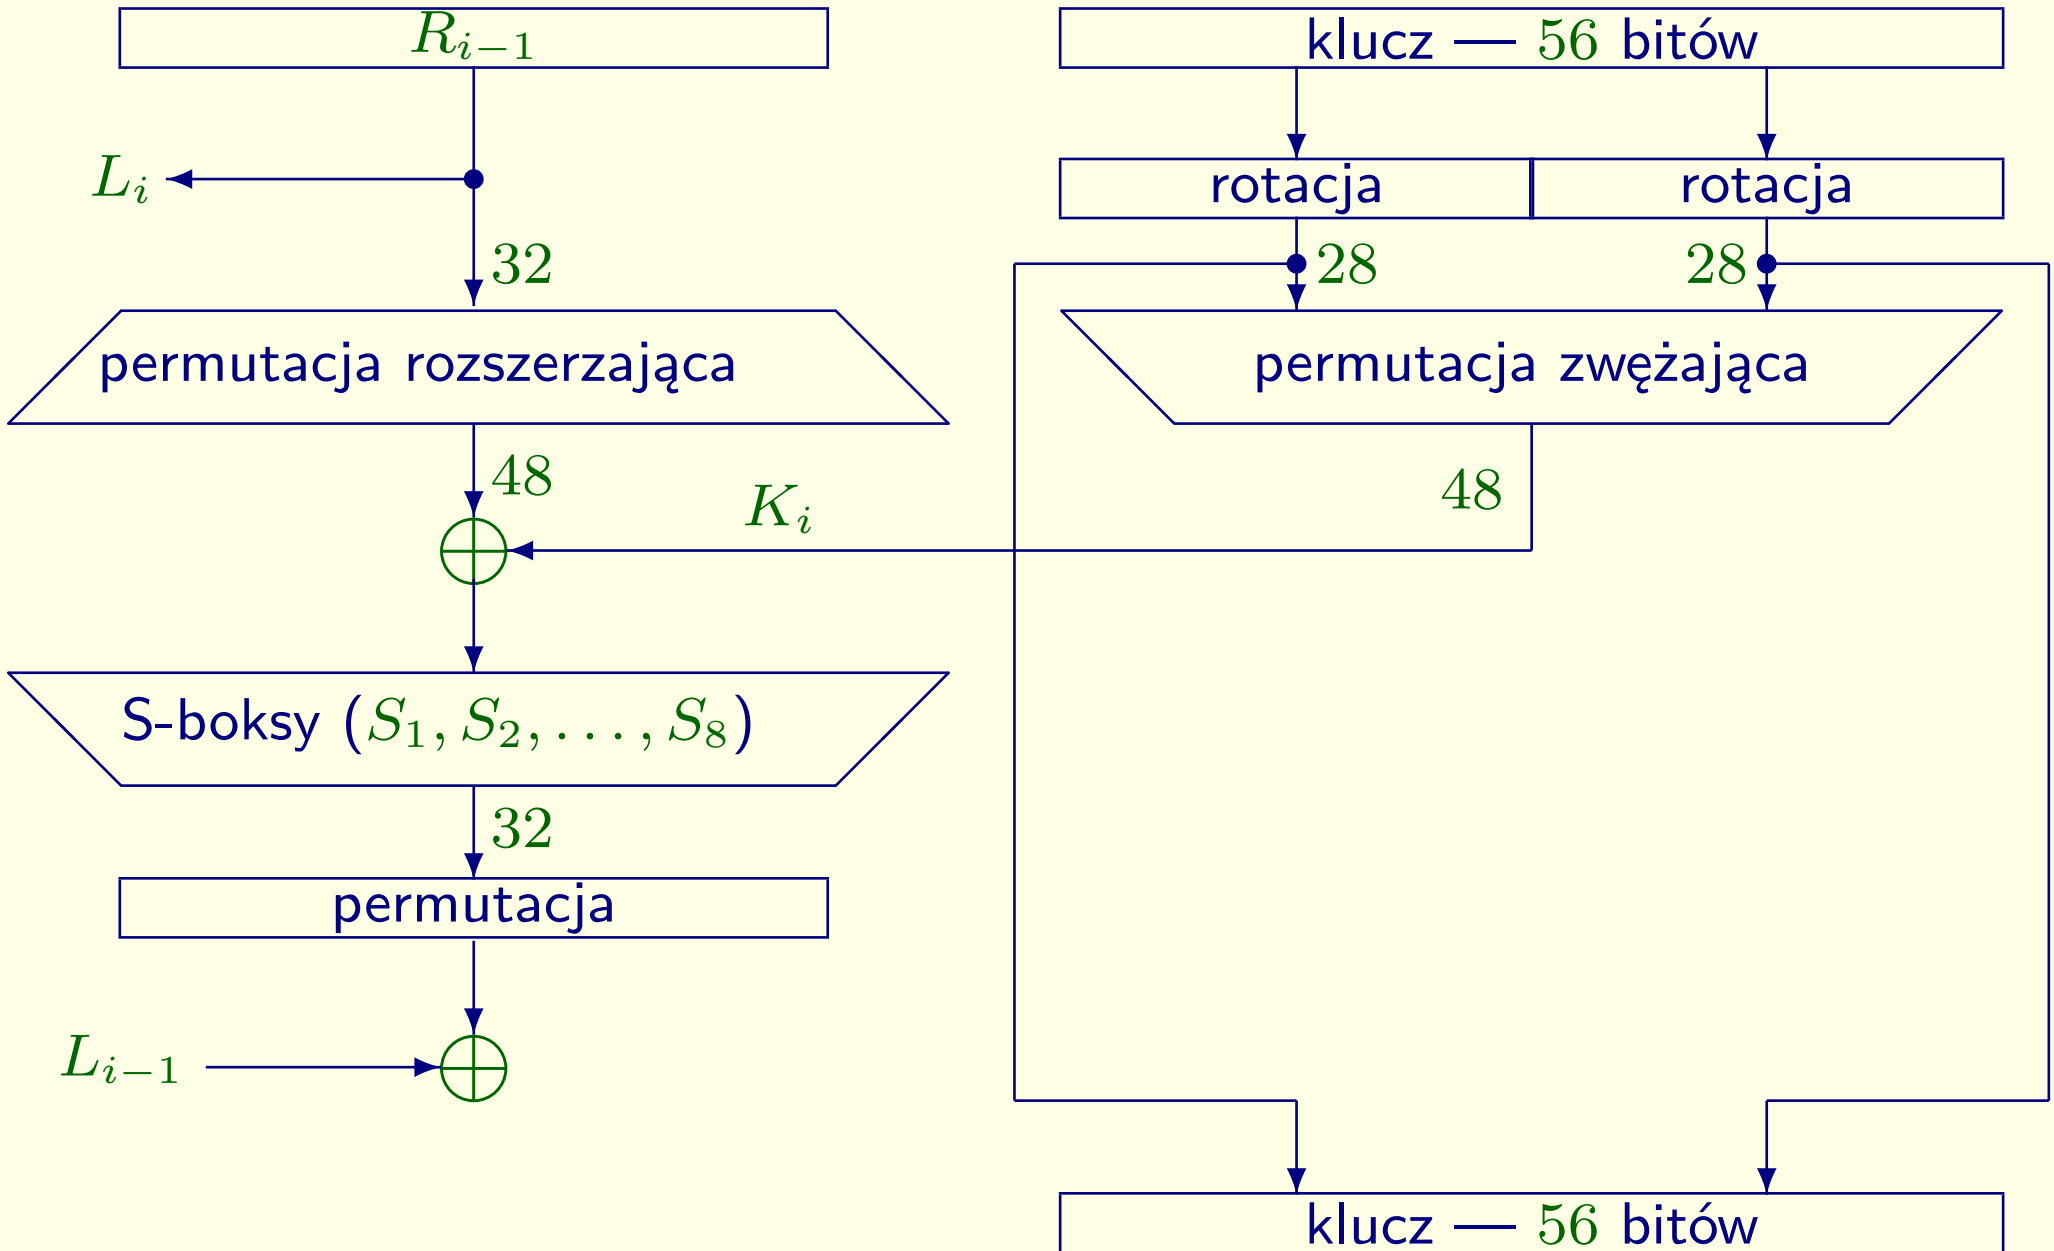 R_{i-1}
klucz — 56 bitów
L_i
rotacja
rotacja
32
28
28
permutacja rozszerzająca
permutacja zwężająca
48
48
K_i
S-boksy (S_1, S_2, ..., S_8)
32
permutacja
L_{i-1}
klucz — 56 bitów